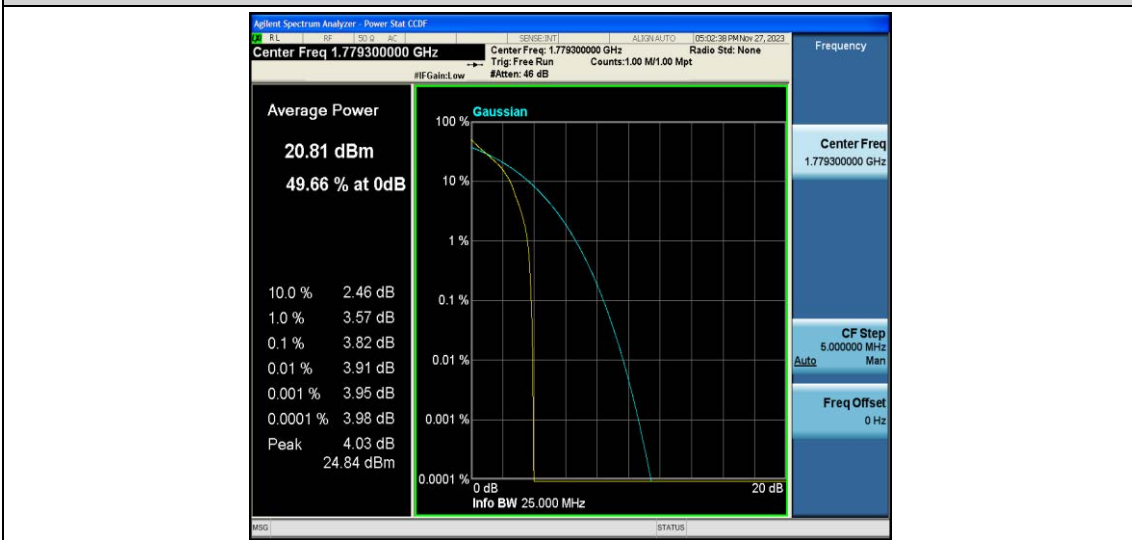 Agilent Spectrum Analyzer - Power Stat CCDF
LXI RL RF 50 Ω AC SENSE:INT ALIGN AUTO 05:02:38 PM Nov 27, 2023
Center Freq 1.779300000 GHz
Center Freq: 1.779300000 GHz Radio Std: None
Trig: Free Run Counts:1.00 M/1.00 Mpt
#IFGain:Low #Atten: 46 dB
Frequency
Average Power
20.81 dBm
49.66 % at 0dB
10.0 % 2.46 dB
1.0 % 3.57 dB
0.1 % 3.82 dB
0.01 % 3.91 dB
0.001 % 3.95 dB
0.0001 % 3.98 dB
Peak 4.03 dB
24.84 dBm
Gaussian
100 %
10 %
1 %
0.1 %
0.01 %
0.001 %
0.0001 %
0 dB 20 dB
Info BW 25.000 MHz
Center Freq
1.779300000 GHz
CF Step
5.000000 MHz
Auto Man
Freq Offset
0 Hz
MSG STATUS